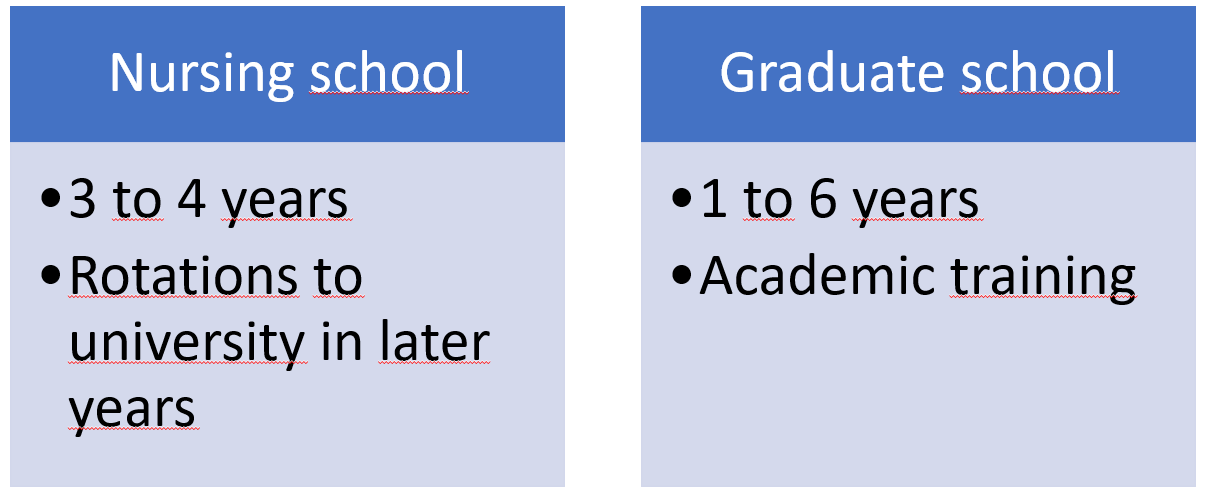 Nursing school
•3 to 4 years
•Rotations to
university in later
years
Graduate school
•1 to 6 years
•Academic training